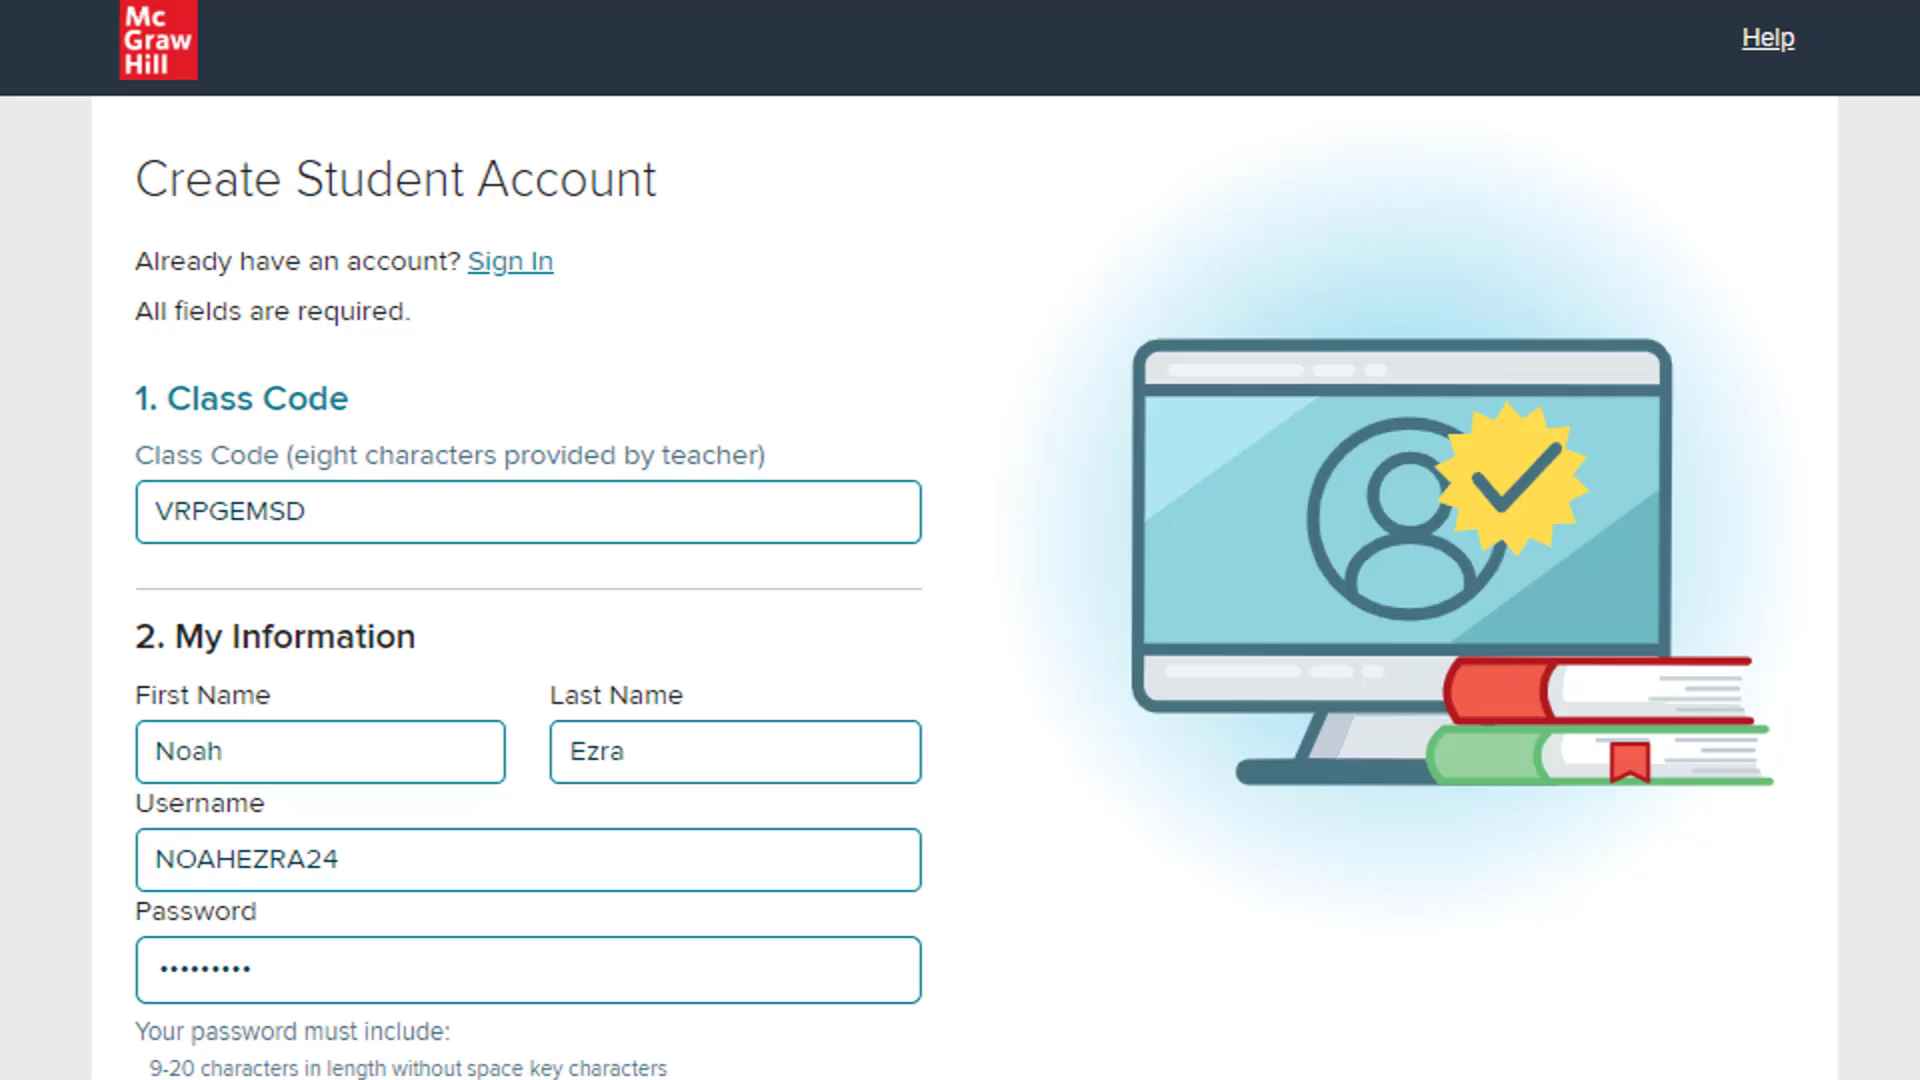 Mc
Graw
Hill
Help
Create Student Account
Already have an account? Sign In
All fields are required.
1. Class Code
Class Code (eight characters provided by teacher)
VRPGEMSD
2. My Information
First Name Last Name
Noah Ezra
Username
NOAHEZRA24
Password
•••••••••
Your password must include:
9-20 characters in length without space key characters